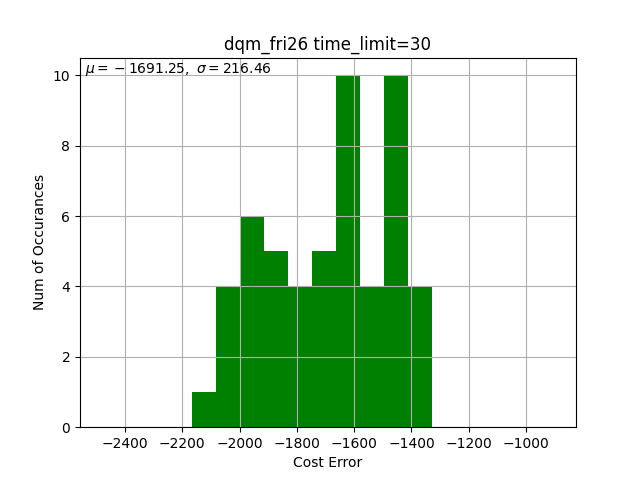 dqm_fri26 time_limit=30
μ = −1691.25, σ = 216.46
10
8
6
4
2
0
Num of Occurances
−2400 −2200 −2000 −1800 −1600 −1400 −1200 −1000
Cost Error